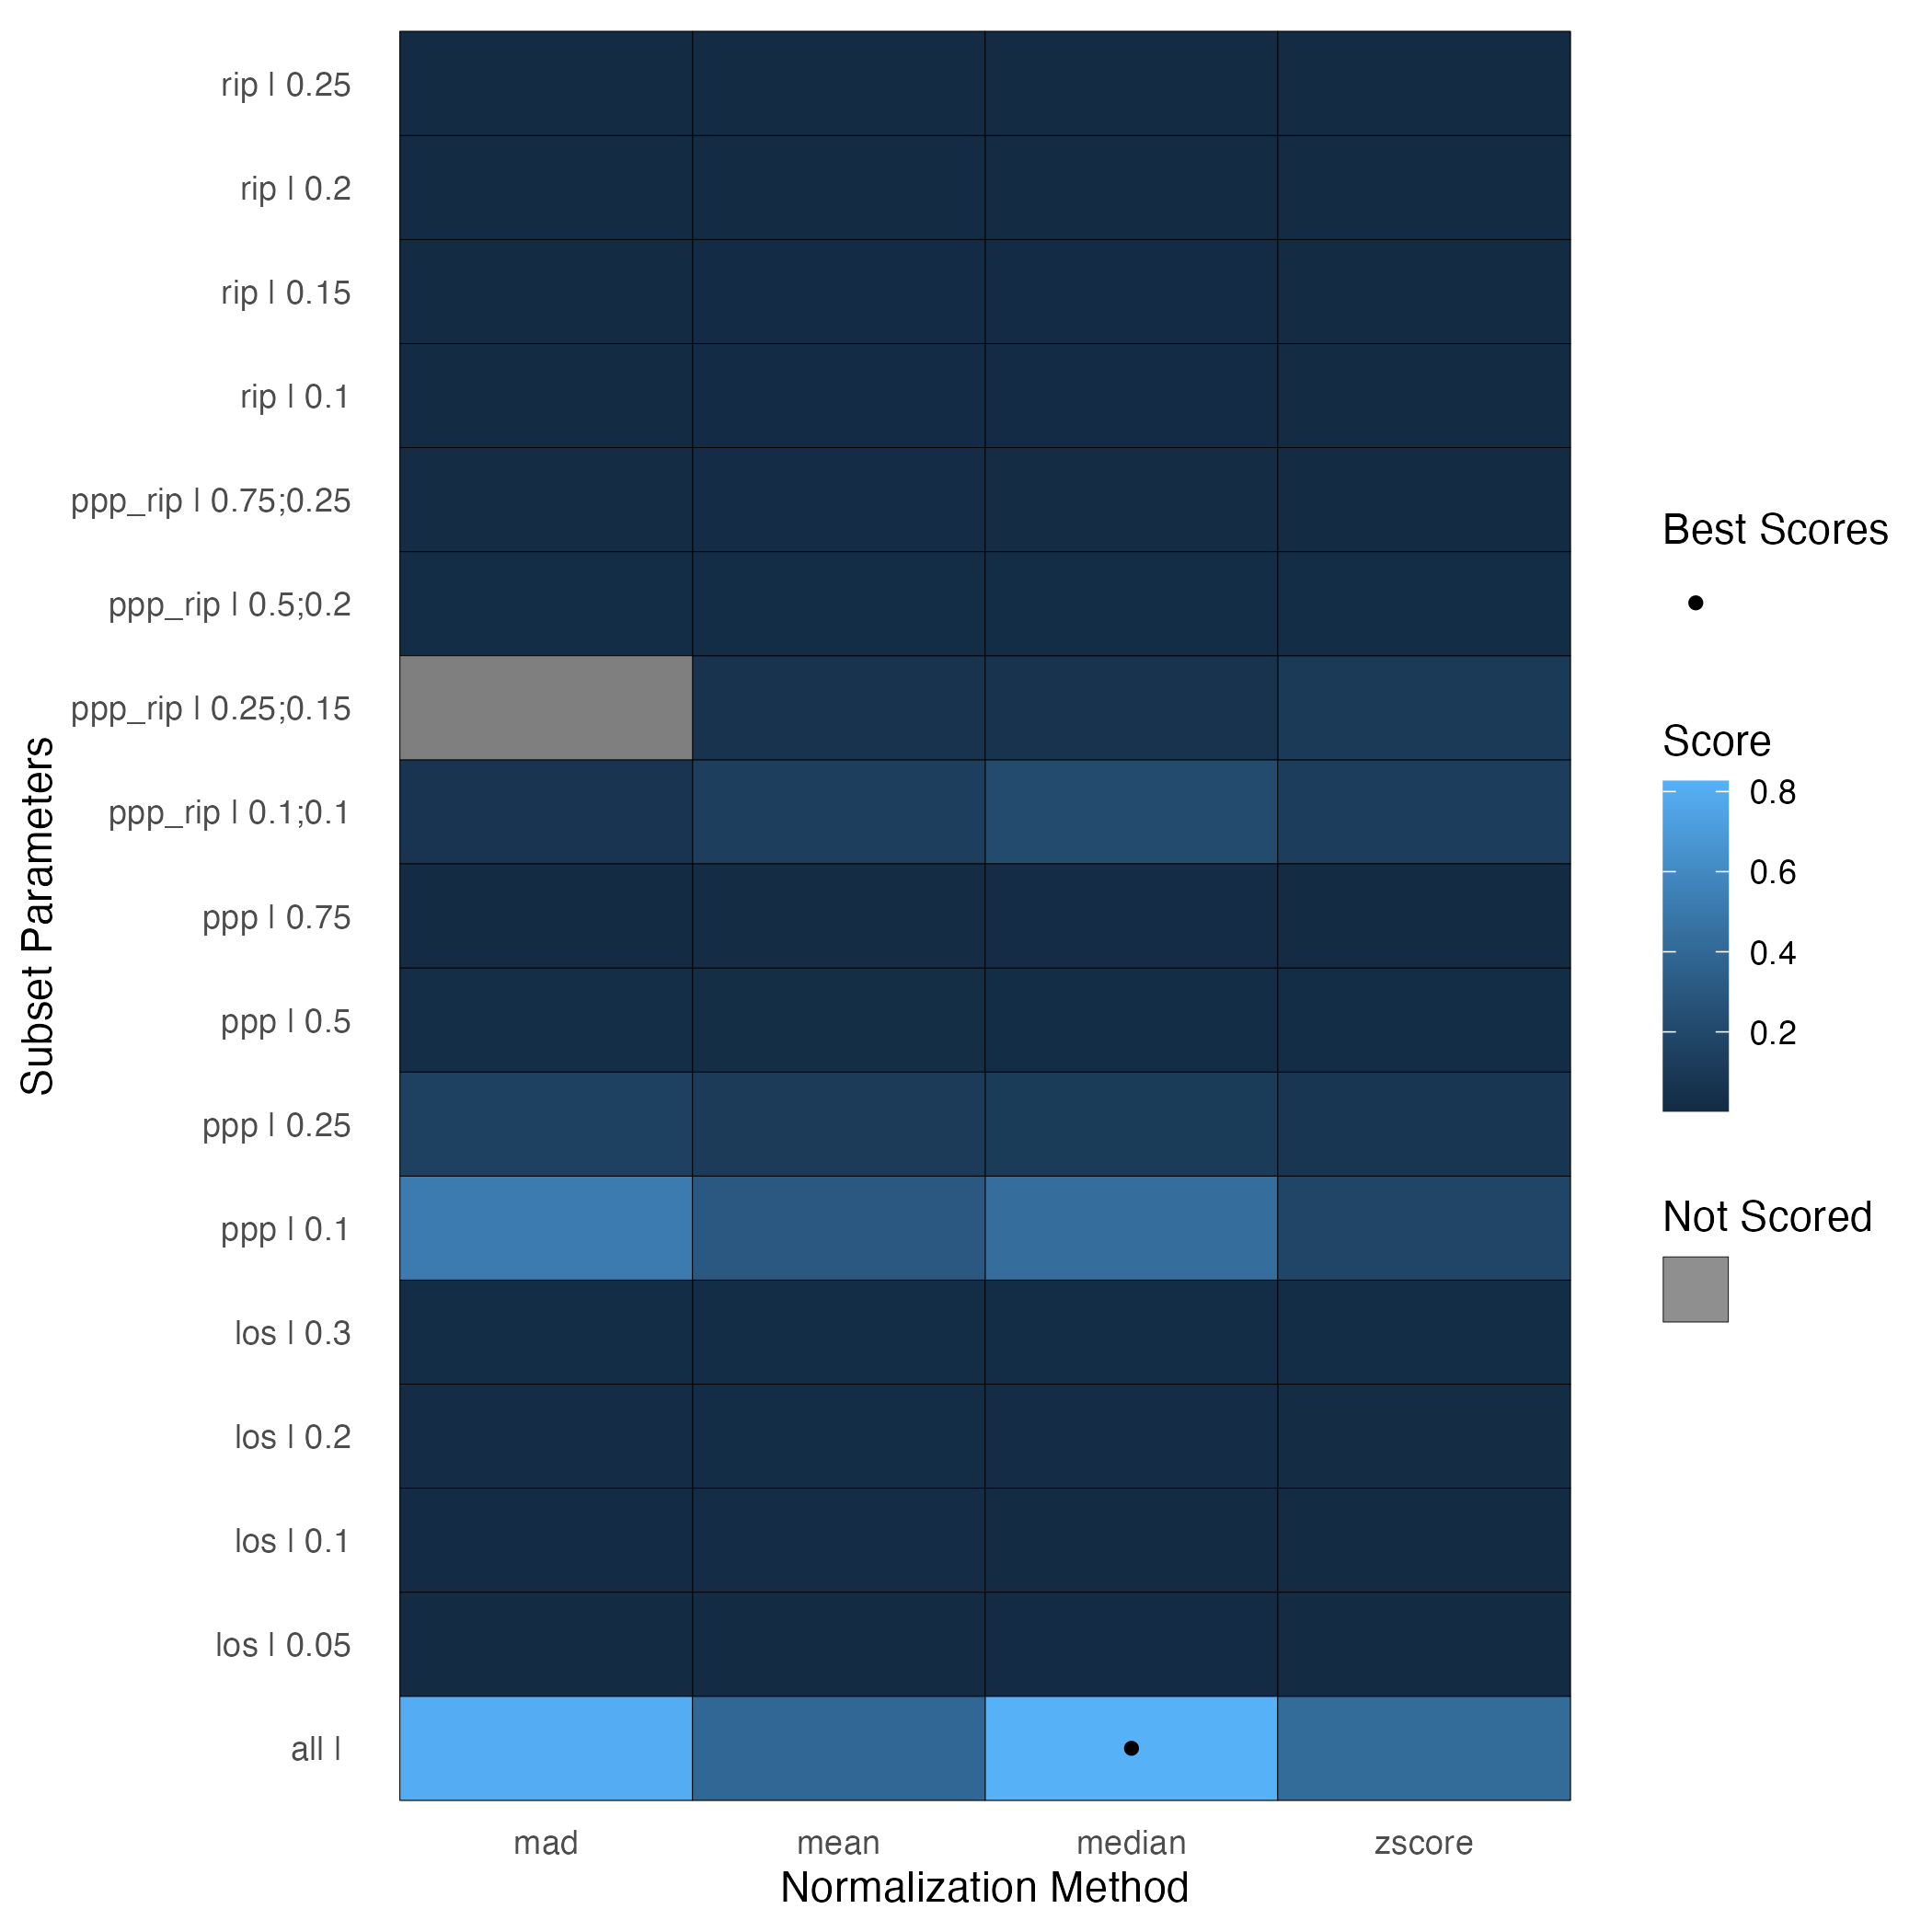 rip | 0.25
rip | 0.2
rip | 0.15
rip | 0.1
ppp_rip | 0.75;0.25
ppp_rip | 0.5;0.2
ppp_rip | 0.25;0.15
ppp_rip | 0.1;0.1
ppp | 0.75
ppp | 0.5
ppp | 0.25
ppp | 0.1
los | 0.3
los | 0.2
los | 0.1
los | 0.05
all |
Subset Parameters
mad
mean
median
zscore
Normalization Method
Best Scores
Score
0.8
0.6
0.4
0.2
Not Scored